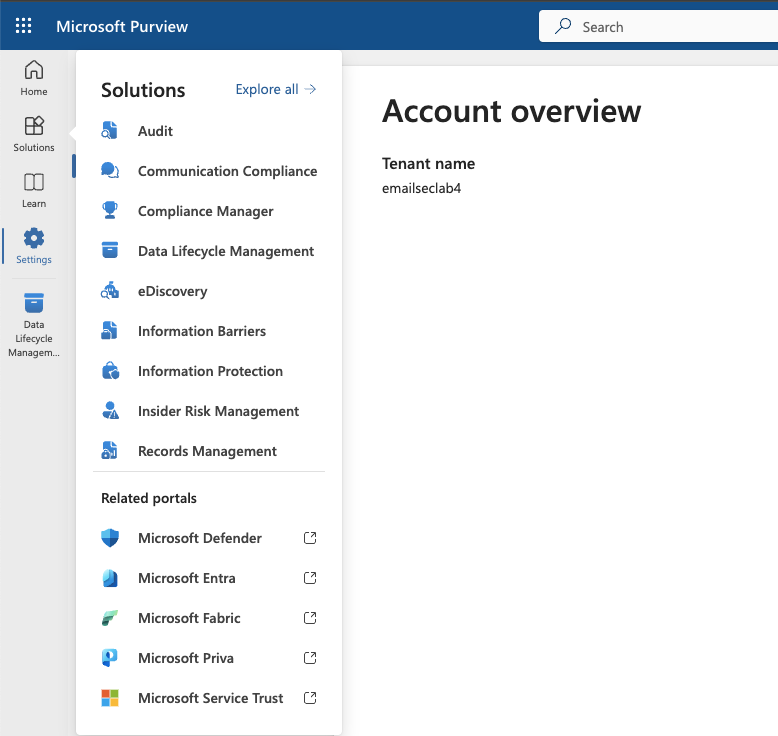 Microsoft Purview
Search
Home
Solutions
Learn
Settings
Data
Lifecycle
Managem...
Solutions
Explore all
Audit
Communication Compliance
Compliance Manager
Data Lifecycle Management
eDiscovery
Information Barriers
Information Protection
Insider Risk Management
Records Management
Related portals
Microsoft Defender
Microsoft Entra
Microsoft Fabric
Microsoft Priva
Microsoft Service Trust
Account overview
Tenant name
emailseclab4